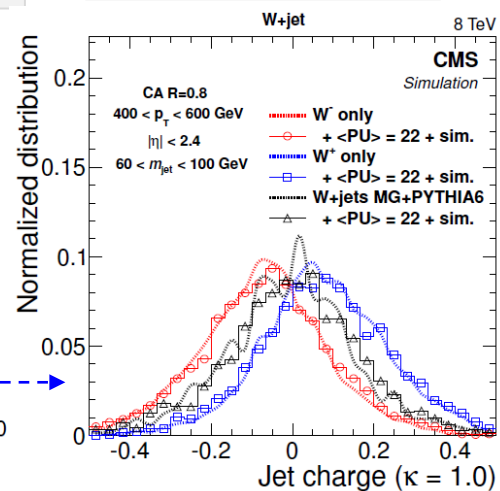 W+jet
8 TeV
CMS
Simulation
CA R=0.8
400 < p_T < 600 GeV
|η| < 2.4
60 < m_jet < 100 GeV
W⁻ only
+ <PU> = 22 + sim.
W⁺ only
+ <PU> = 22 + sim.
W+jets MG+PYTHIA6
+ <PU> = 22 + sim.
Normalized distribution
0.2
0.15
0.1
0.05
0
0
-0.4
-0.2
0
0.2
0.4
Jet charge (κ = 1.0)